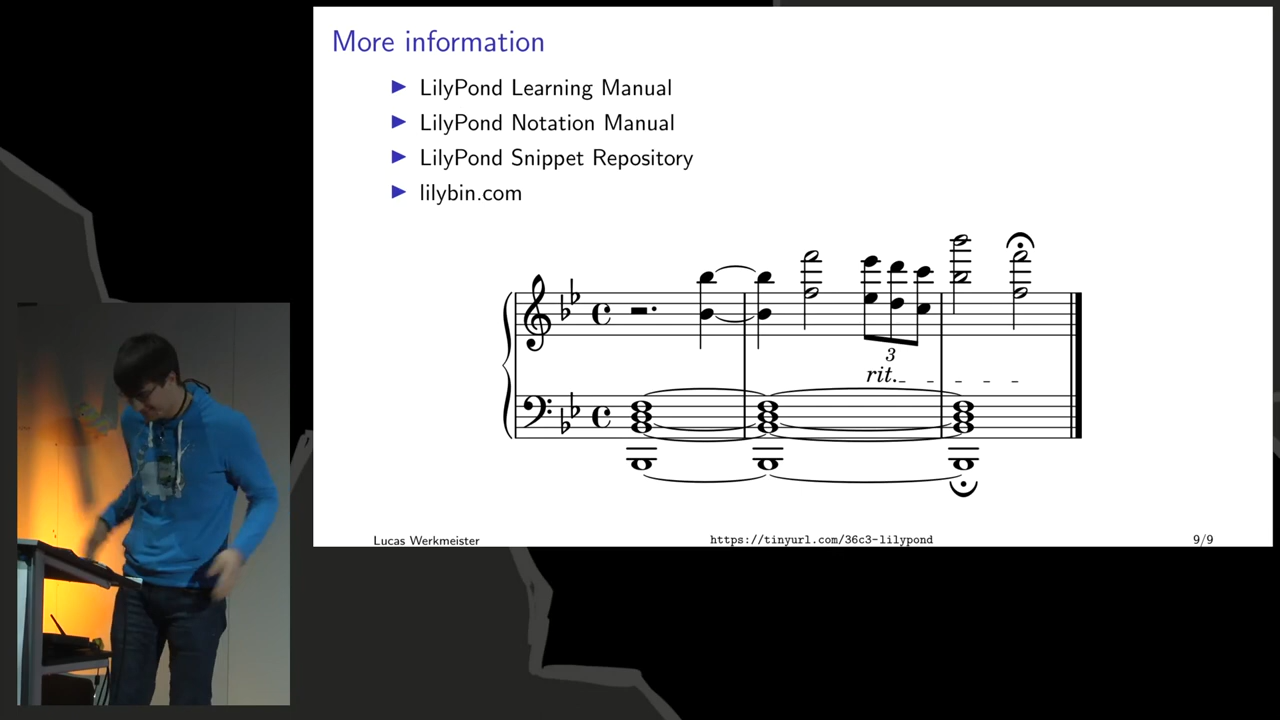 More information
LilyPond Learning Manual
LilyPond Notation Manual
LilyPond Snippet Repository
lilybin.com
3
rit.
Lucas Werkmeister
https://tinyurl.com/36c3-lilypond
9/9